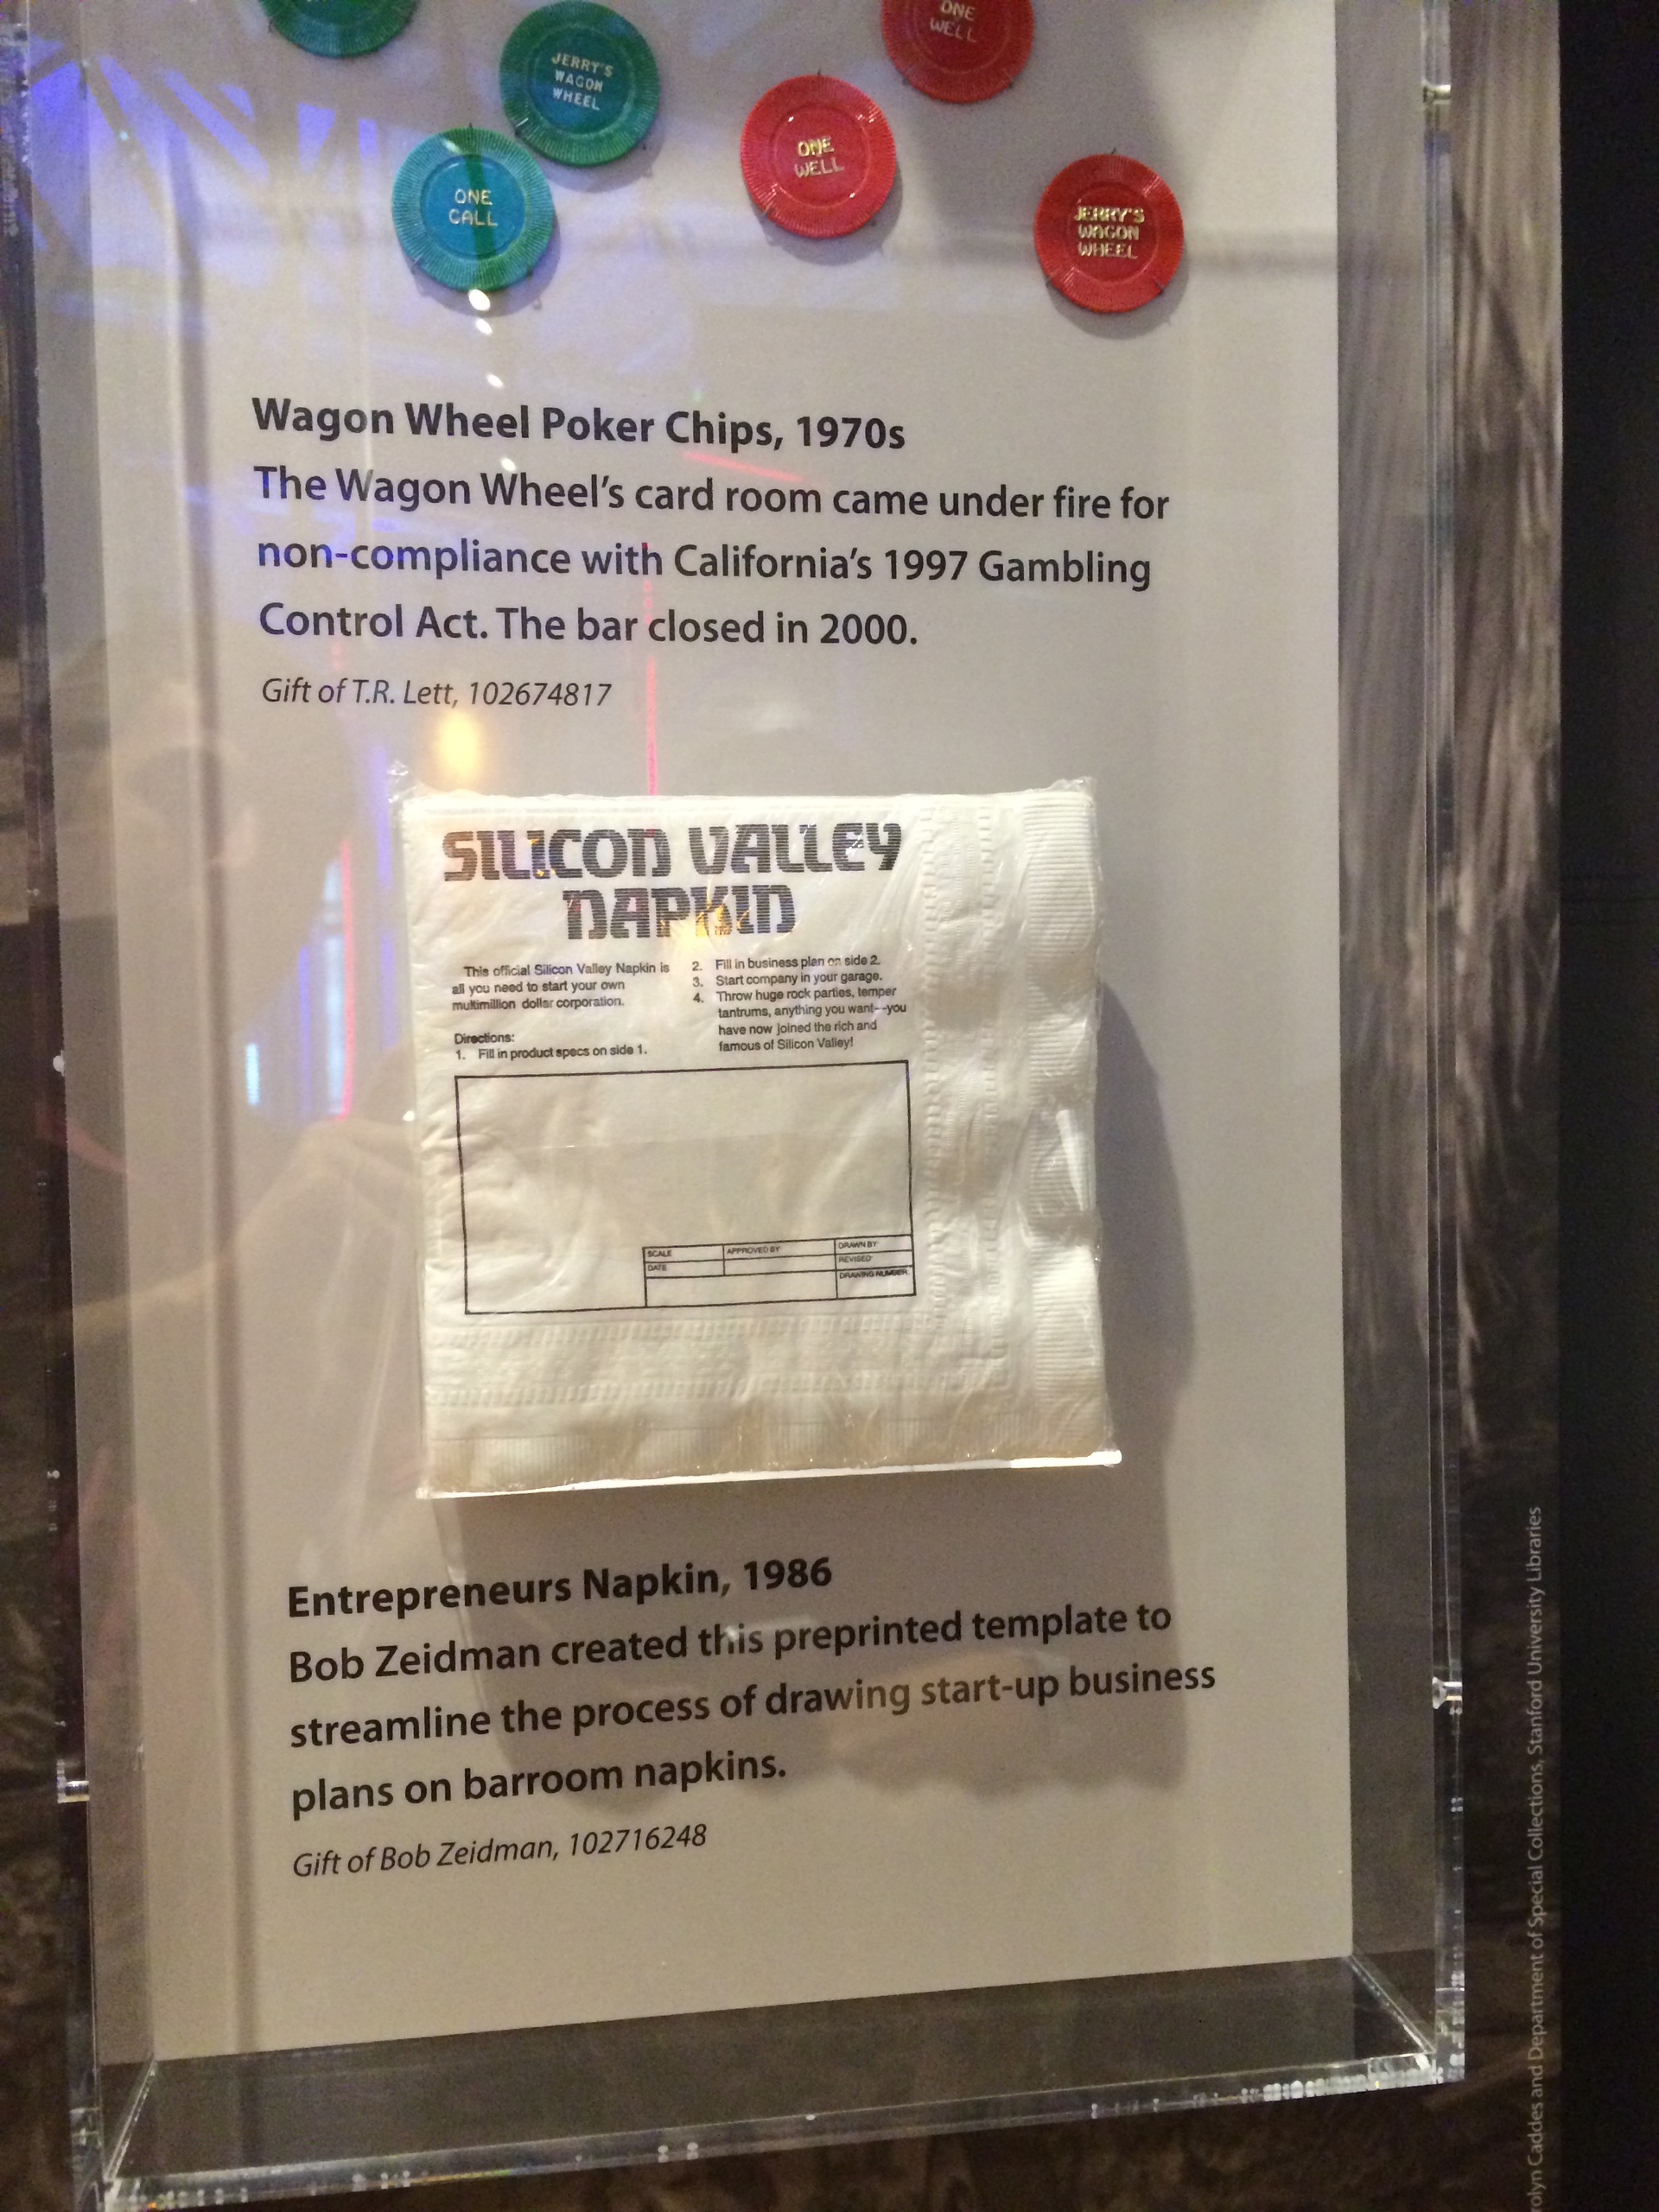 JERRY'S
WAGON
WHEEL
ONE
WELL
ONE
CALL
ONE
WELL
JERRY'S
WAGON
WHEEL
Wagon Wheel Poker Chips, 1970s
The Wagon Wheel's card room came under fire for
non-compliance with California's 1997 Gambling
Control Act. The bar closed in 2000.
Gift of T.R. Lett, 102674817
SILICON VALLEY
NAPKIN
This official Silicon Valley Napkin is
all you need to start your own
multimillion dollar corporation.
Directions:
1. Fill in product specs on side 1.
2. Fill in business plan on side 2.
3. Start company in your garage.
4. Throw huge rock parties, temper
tantrums, anything you want--you
have now joined the rich and
famous of Silicon Valley!
SCALE
APPROVED BY
DRAWN BY
DATE
REVISED
DRAWING NUMBER
Entrepreneurs Napkin, 1986
Bob Zeidman created this preprinted template to
streamline the process of drawing start-up business
plans on barroom napkins.
Gift of Bob Zeidman, 102716248
Caddes and Department of Special Collections, Stanford University Libraries